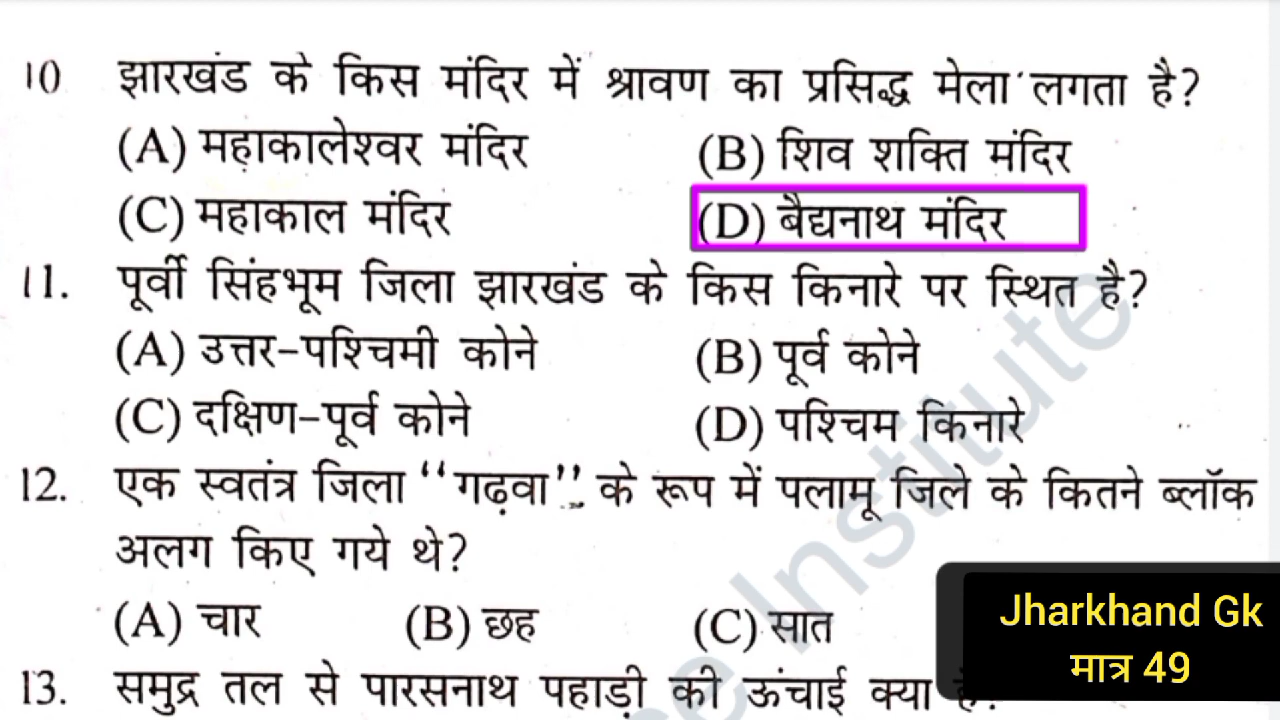 10 झारखंड के किस मंदिर में श्रावण का प्रसिद्ध मेला लगता है?
(A) महाकालेश्वर मंदिर (B) शिव शक्ति मंदिर
(C) महाकाल मंदिर (D) बैद्यनाथ मंदिर
11. पूर्वी सिंहभूम जिला झारखंड के किस किनारे पर स्थित है?
(A) उत्तर-पश्चिमी कोने (B) पूर्व कोने
(C) दक्षिण-पूर्व कोने (D) पश्चिम किनारे
12. एक स्वतंत्र जिला "गढ़वा" के रूप में पलामू जिले के कितने ब्लॉक
अलग किए गये थे?
(A) चार (B) छह (C) सात
13. समुद्र तल से पारसनाथ पहाड़ी की ऊंचाई क्या
Institute
Jharkhand Gk
मात्र 49